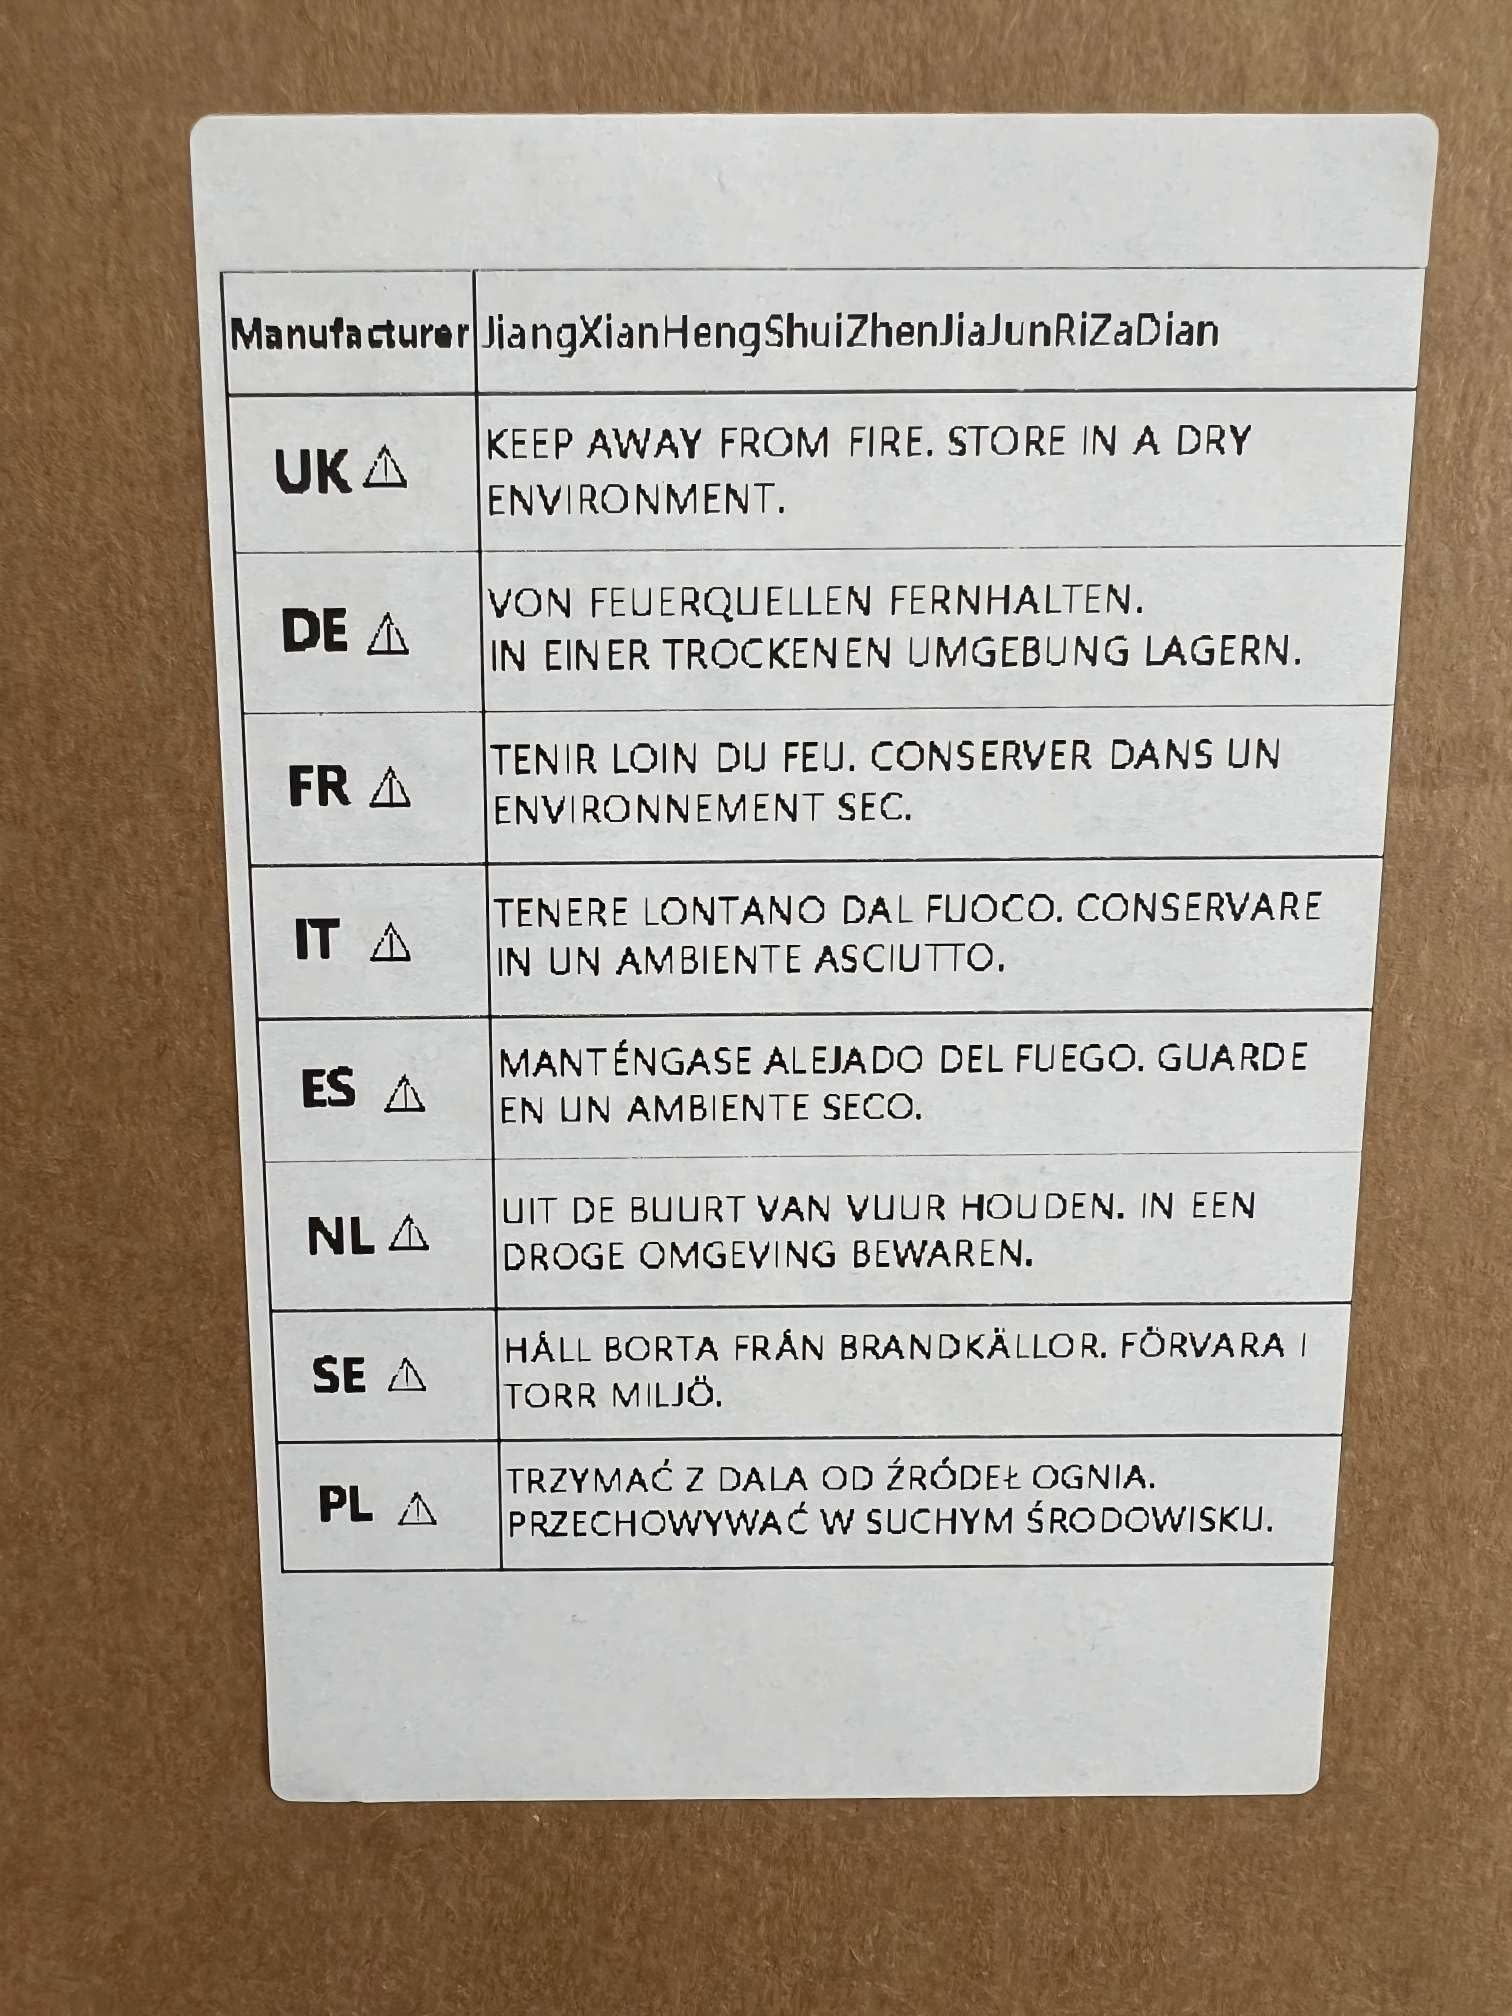 Manufacturer JiangXianHengShuiZhenJiaJunRiZaDian
UK ⚠ KEEP AWAY FROM FIRE. STORE IN A DRY
ENVIRONMENT.
DE ⚠ VON FEUERQUELLEN FERNHALTEN.
IN EINER TROCKENEN UMGEBUNG LAGERN.
FR ⚠ TENIR LOIN DU FEU. CONSERVER DANS UN
ENVIRONNEMENT SEC.
IT ⚠ TENERE LONTANO DAL FUOCO. CONSERVARE
IN UN AMBIENTE ASCIUTTO.
ES ⚠ MANTÉNGASE ALEJADO DEL FUEGO. GUARDE
EN UN AMBIENTE SECO.
NL ⚠ UIT DE BUURT VAN VUUR HOUDEN. IN EEN
DROGE OMGEVING BEWAREN.
SE ⚠ HÅLL BORTA FRÅN BRANDKÄLLOR. FÖRVARA I
TORR MILJÖ.
PL ⚠ TRZYMAĆ Z DALA OD ŹRÓDEŁ OGNIA.
PRZECHOWYWAĆ W SUCHYM ŚRODOWISKU.